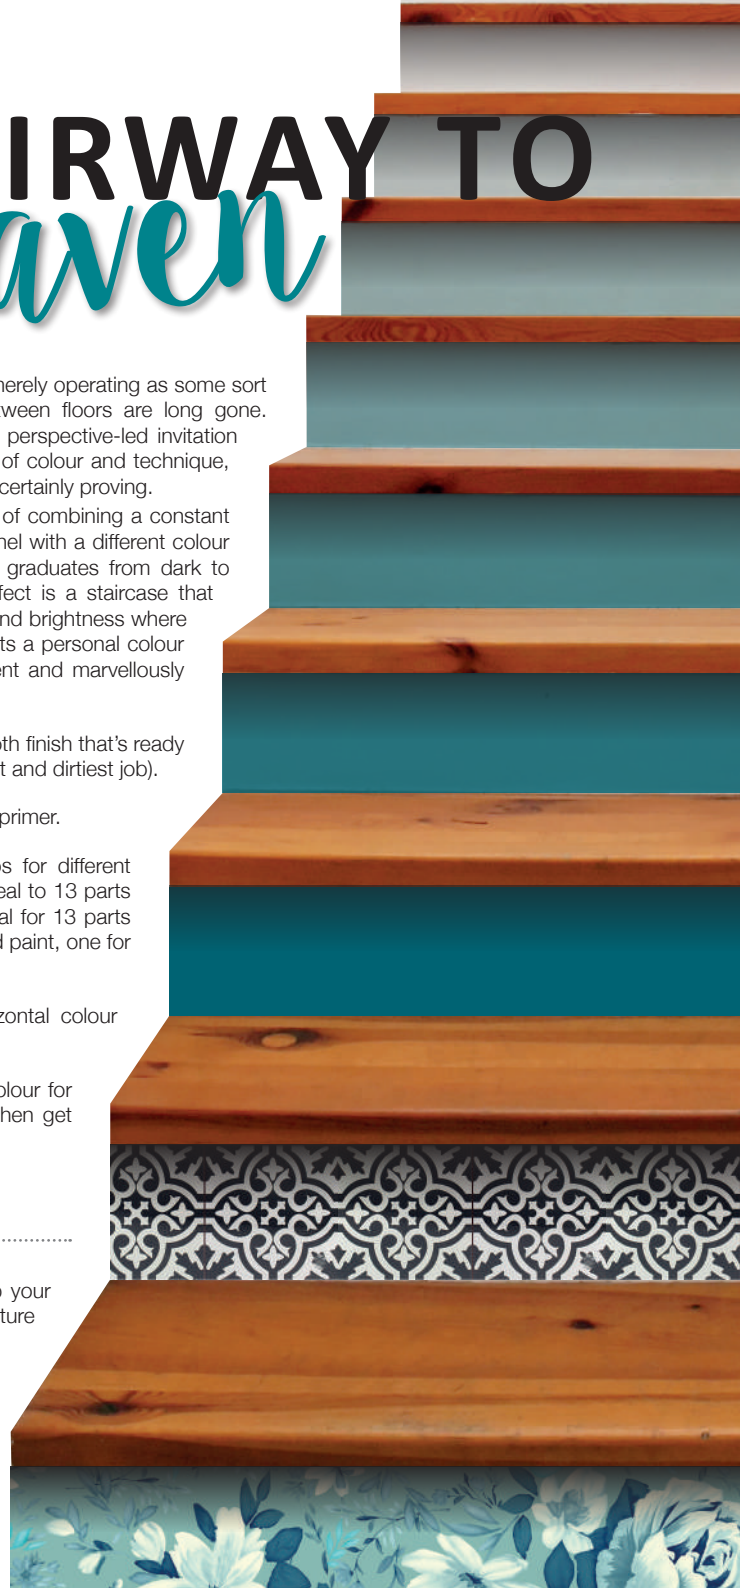 IRWAY TO
aven
nerely operating as some sort
tween floors are long gone.
perspective-led invitation
of colour and technique,
certainly proving.
of combining a constant
nel with a different colour
graduates from dark to
fect is a staircase that
nd brightness where
ts a personal colour
ent and marvellously
oth finish that’s ready
t and dirtiest job).
primer.
s for different
eal to 13 parts
al for 13 parts
d paint, one for
zontal colour
olour for
hen get
o your
ture